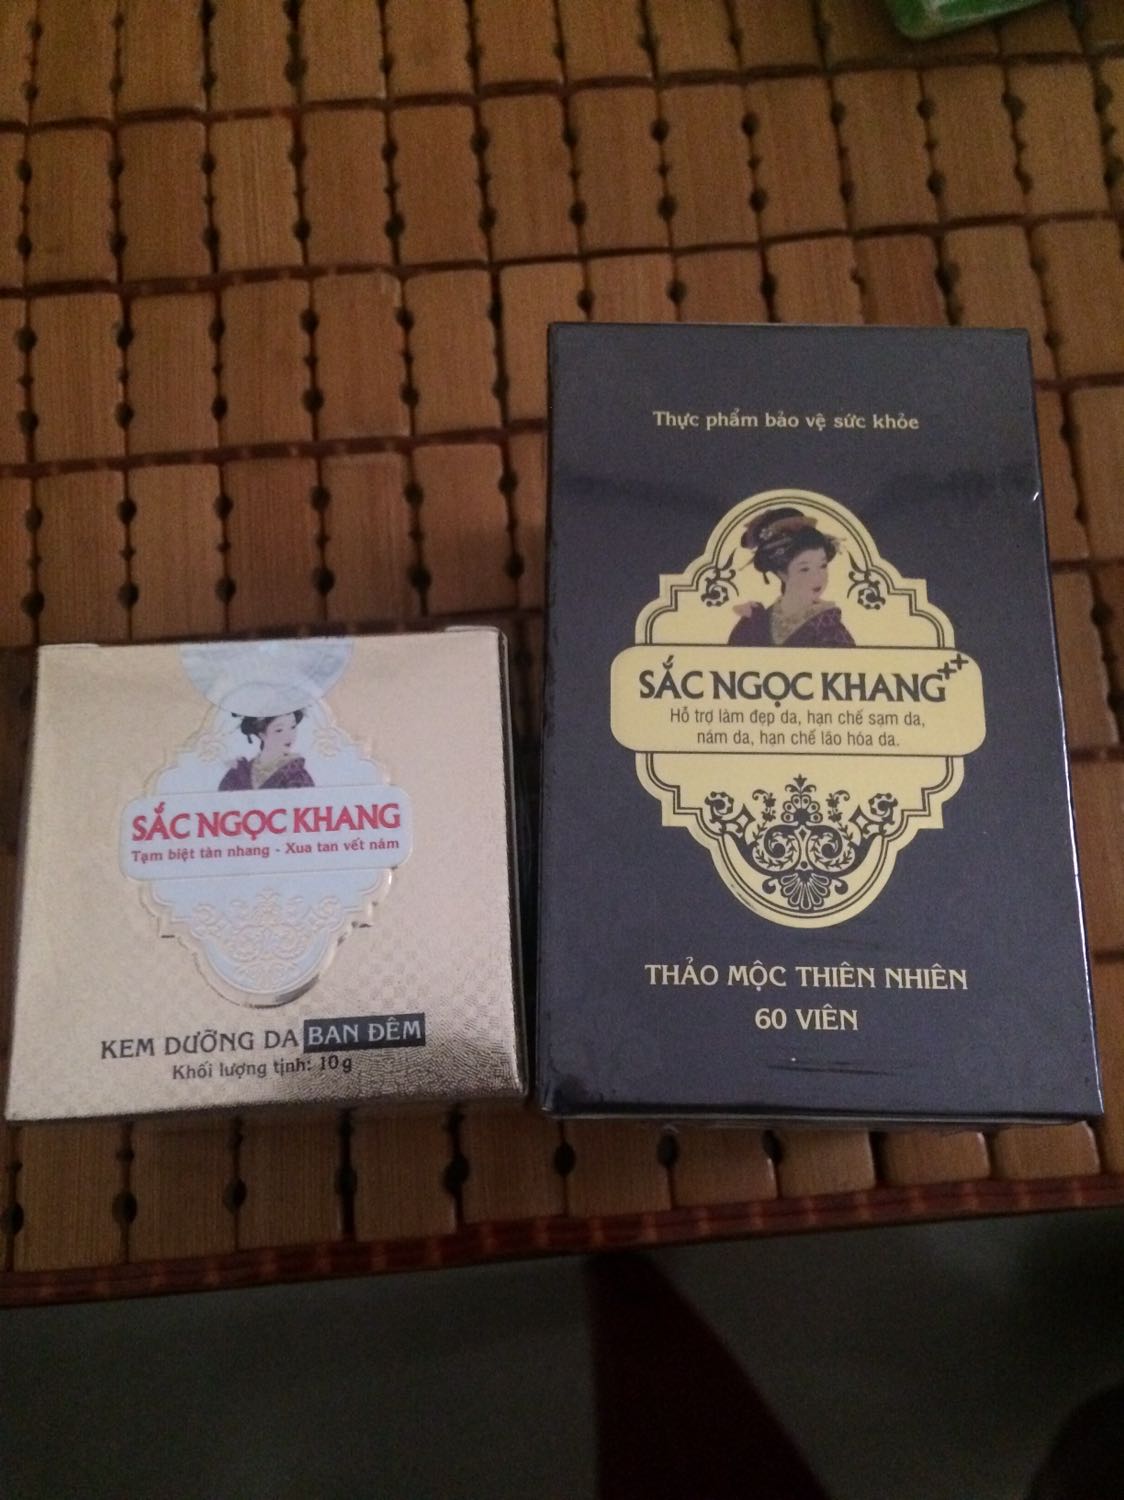 Thực phẩm bảo vệ sức khỏe
SẮC NGỌC KHANG++
Hỗ trợ làm đẹp da, hạn chế sạm da,
nám da, hạn chế lão hóa da.
THẢO MỘC THIÊN NHIÊN
60 VIÊN
SẮC NGỌC KHANG
Tạm biệt tàn nhang - Xua tan vết nám
KEM DƯỠNG DA BAN ĐÊM
Khối lượng tịnh: 10g